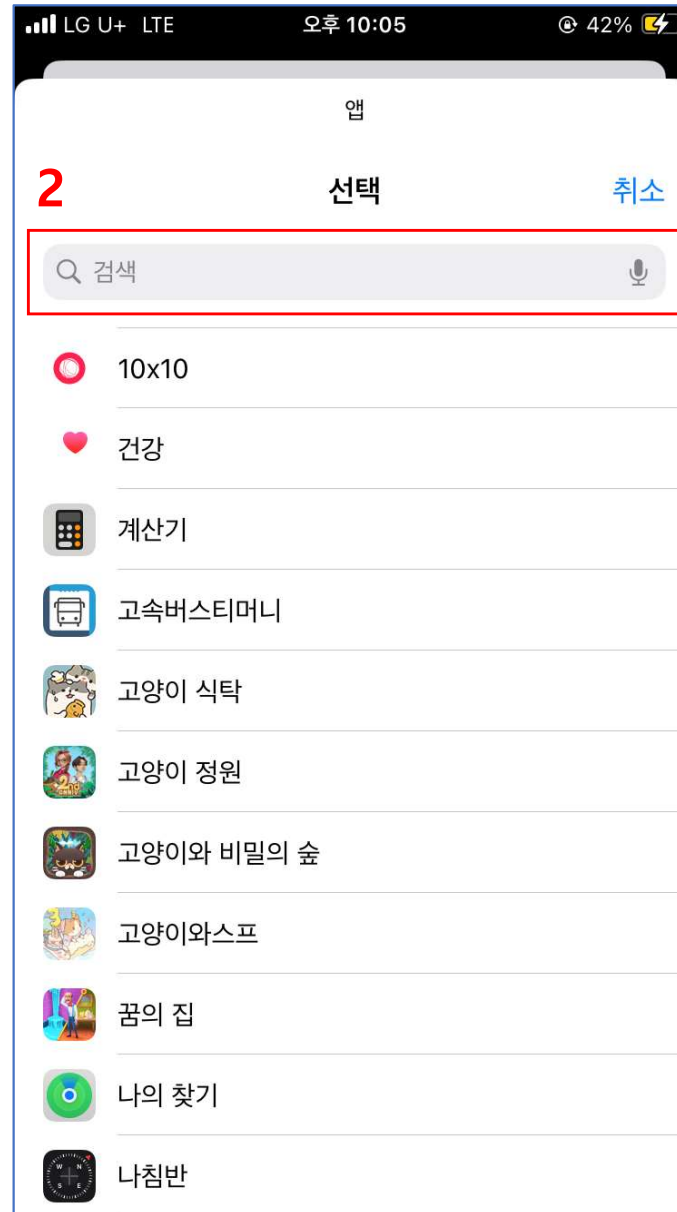 LG U+ LTE 오후 10:05 42%
앱
2 선택 취소
검색
10x10
건강
계산기
고속버스티머니
고양이 식탁
고양이 정원
고양이와 비밀의 숲
고양이와스프
꿈의 집
나의 찾기
나침반